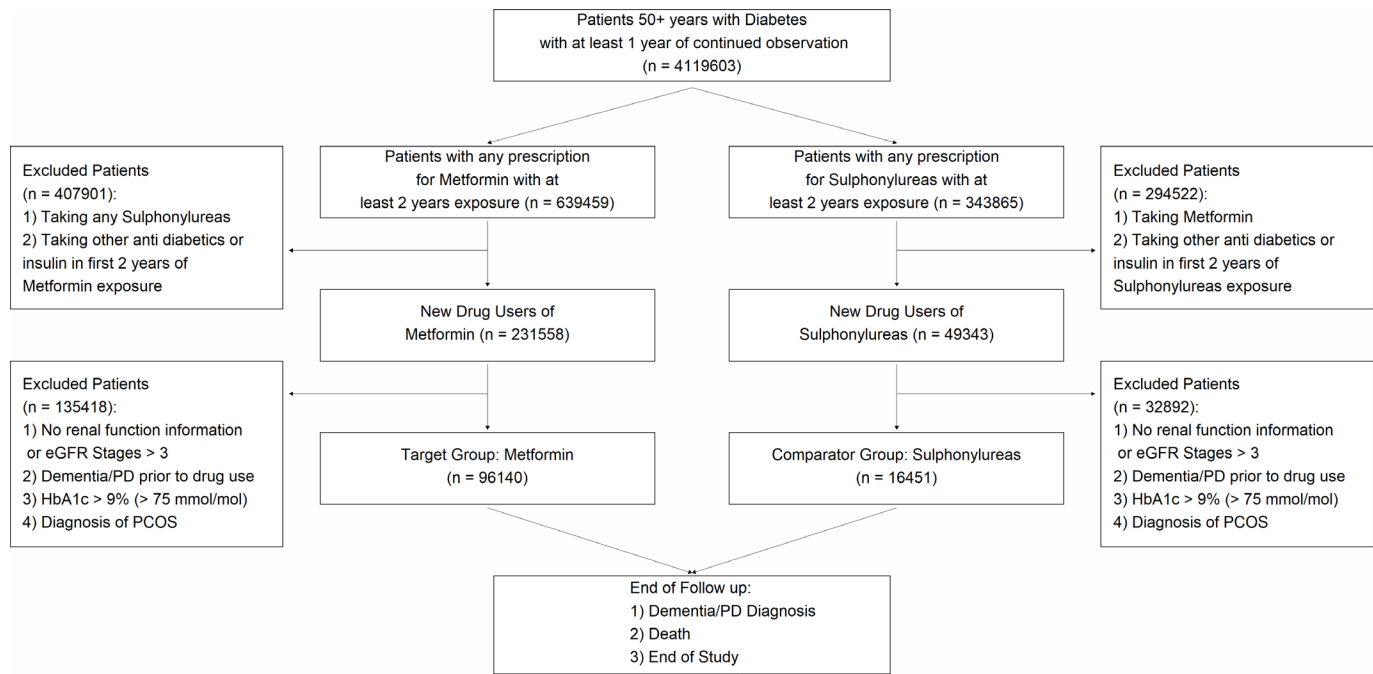 Patients 50+ years with Diabetes
with at least 1 year of continued observation
(n = 4119603)
Excluded Patients
(n = 407901):
1) Taking any Sulphonylureas
2) Taking other anti diabetics or
insulin in first 2 years of
Metformin exposure
Patients with any prescription
for Metformin with at
least 2 years exposure (n = 639459)
Patients with any prescription
for Sulphonylureas with at
least 2 years exposure (n = 343865)
Excluded Patients
(n = 294522):
1) Taking Metformin
2) Taking other anti diabetics or
insulin in first 2 years of
Sulphonylureas exposure
New Drug Users of
Metformin (n = 231558)
New Drug Users of
Sulphonylureas (n = 49343)
Excluded Patients
(n = 135418):
1) No renal function information
or eGFR Stages > 3
2) Dementia/PD prior to drug use
3) HbA1c > 9% (> 75 mmol/mol)
4) Diagnosis of PCOS
Target Group: Metformin
(n = 96140)
Comparator Group: Sulphonylureas
(n = 16451)
Excluded Patients
(n = 32892):
1) No renal function information
or eGFR Stages > 3
2) Dementia/PD prior to drug use
3) HbA1c > 9% (> 75 mmol/mol)
4) Diagnosis of PCOS
End of Follow up:
1) Dementia/PD Diagnosis
2) Death
3) End of Study